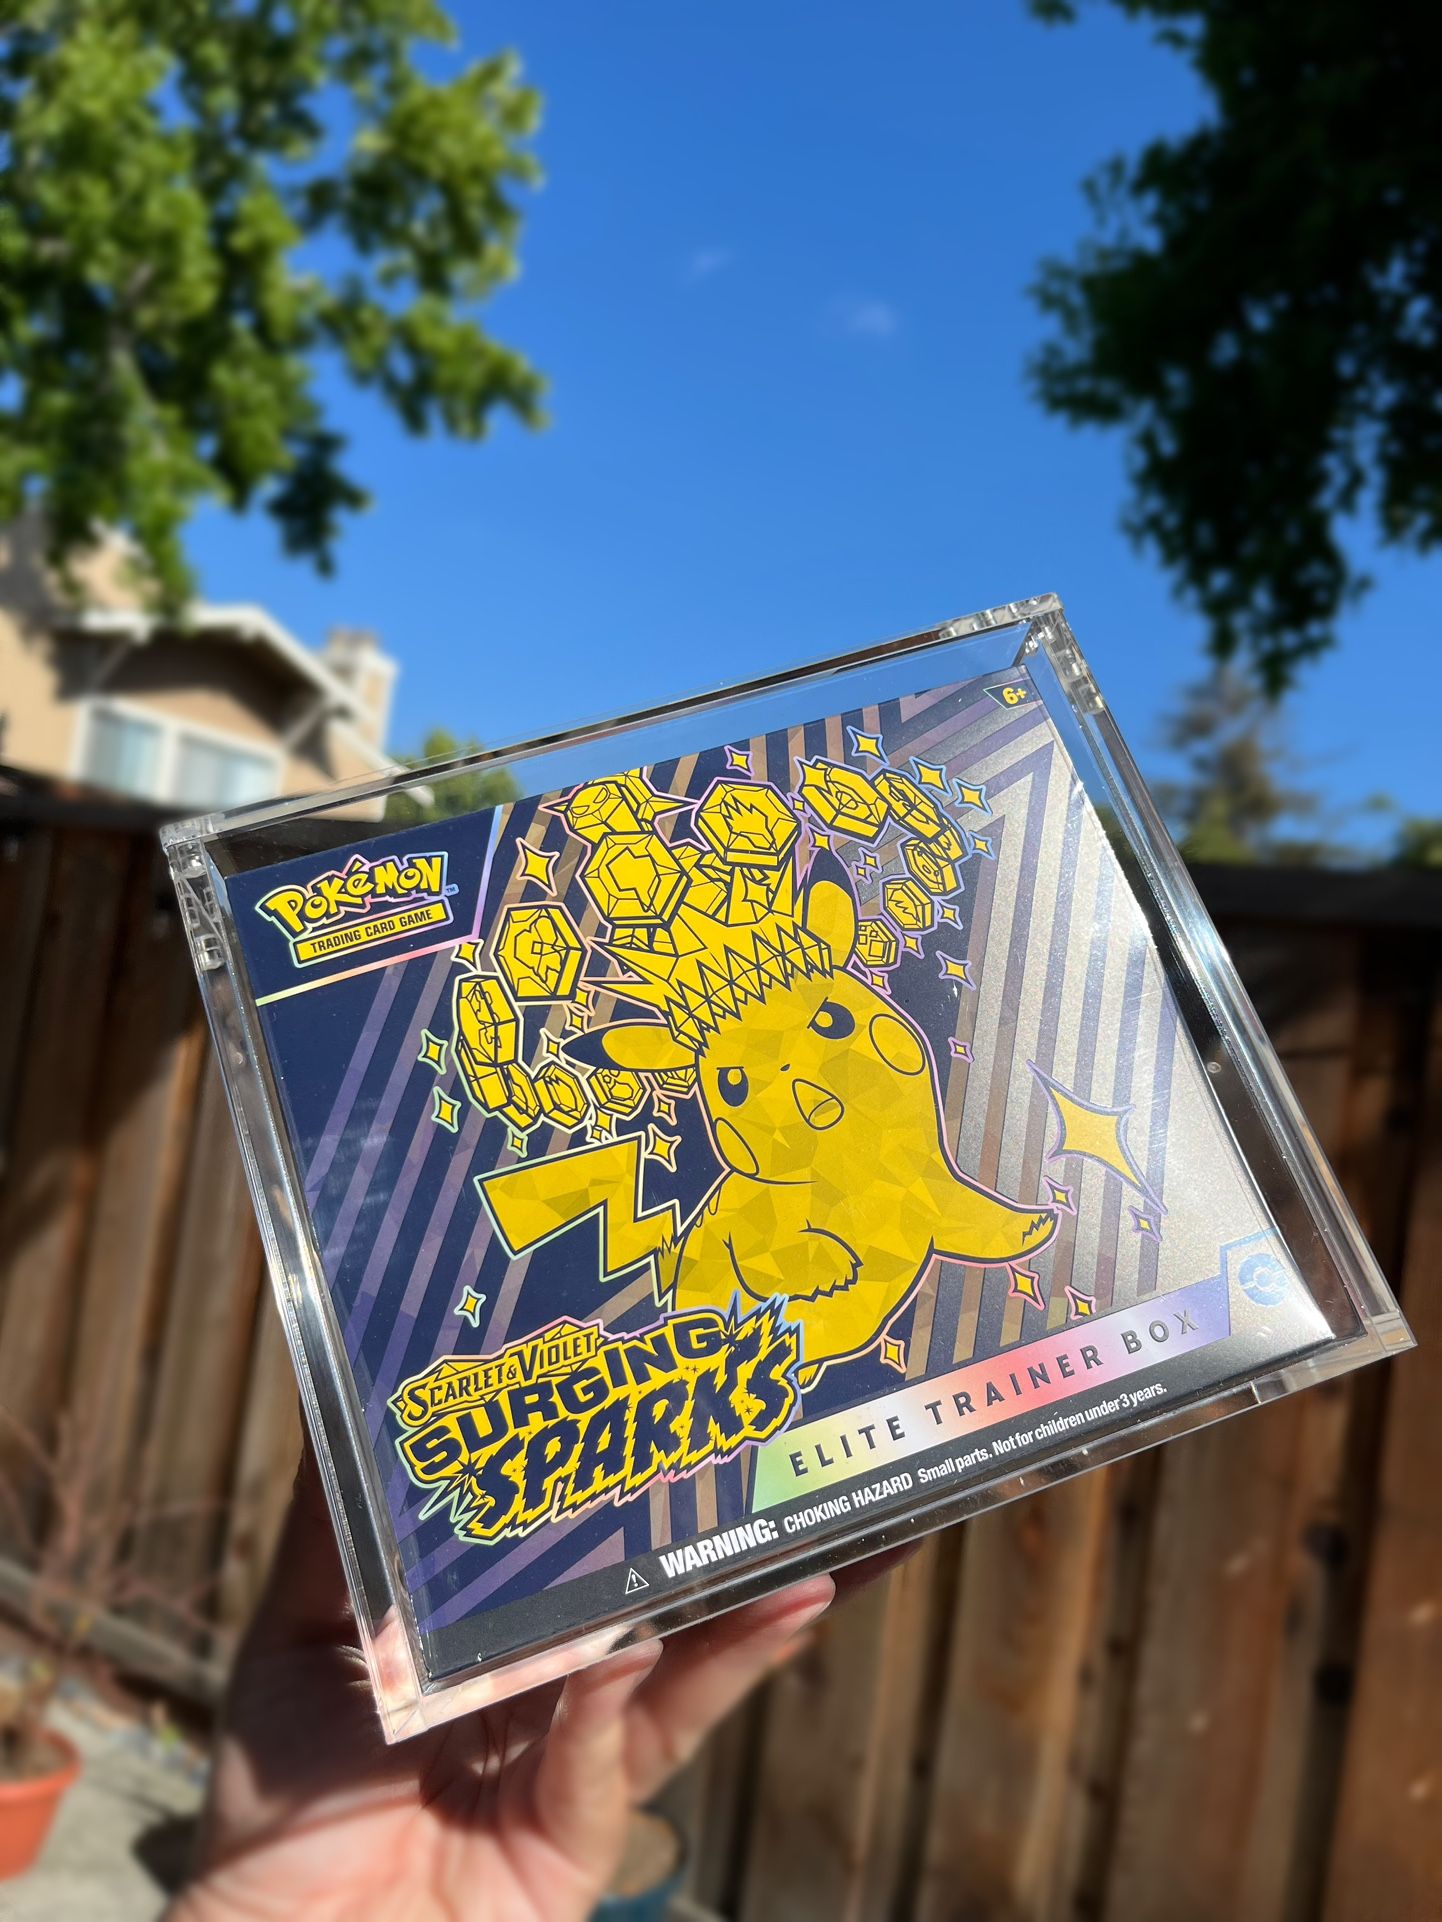 6+
POKéMON™
TRADING CARD GAME
SCARLET & VIOLET
SURGING
SPARKS
ELITE TRAINER BOX
WARNING: CHOKING HAZARD Small parts. Not for children under 3 years.